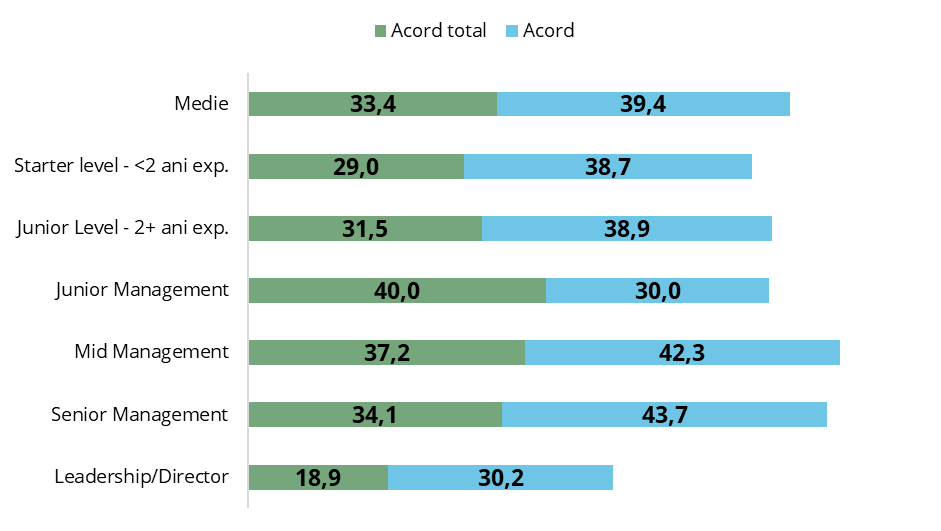 Acord total Acord
Medie 33,4 39,4
Starter level - <2 ani exp. 29,0 38,7
Junior Level - 2+ ani exp. 31,5 38,9
Junior Management 40,0 30,0
Mid Management 37,2 42,3
Senior Management 34,1 43,7
Leadership/Director 18,9 30,2